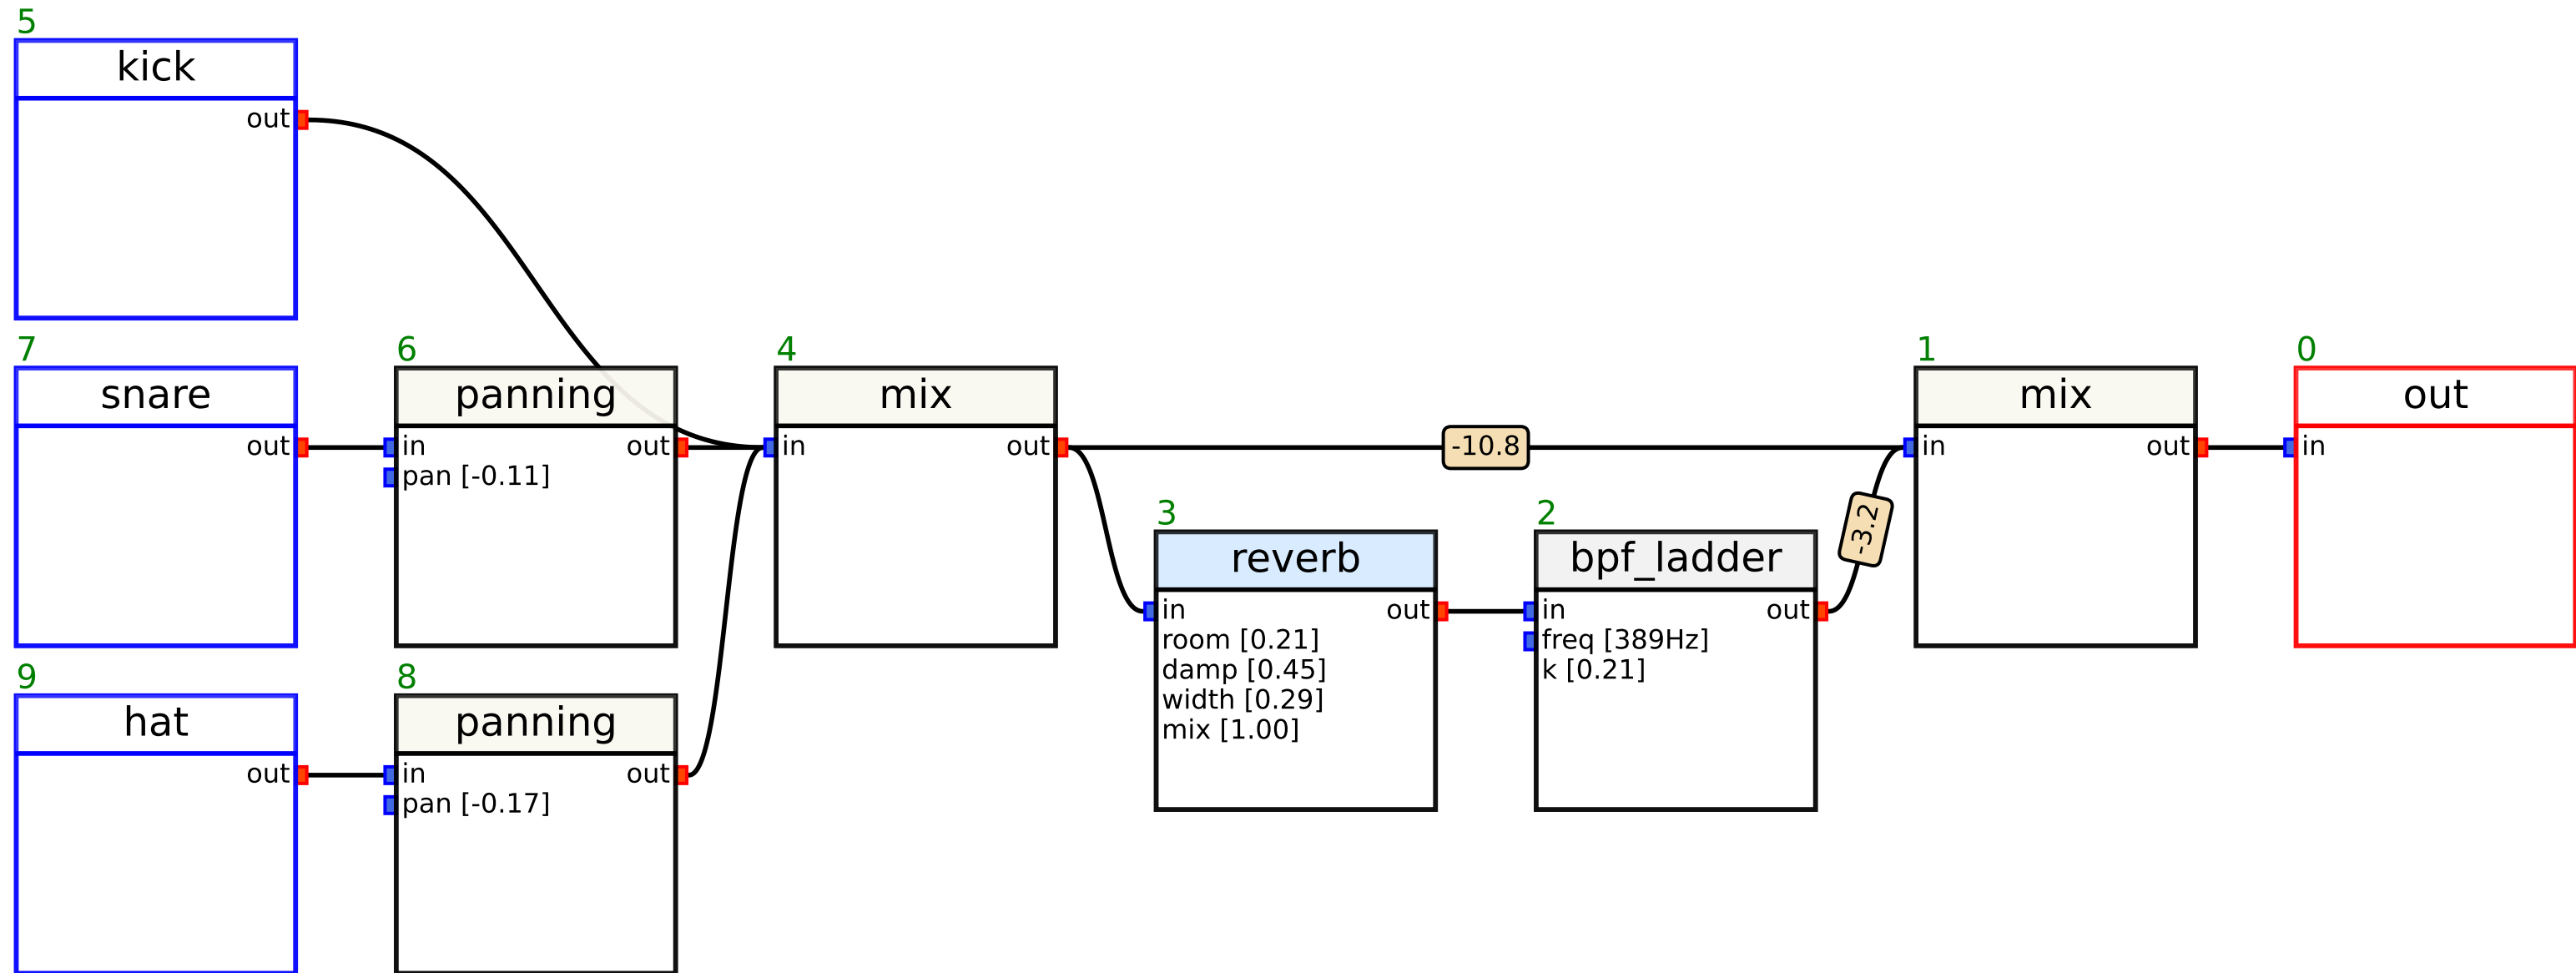 5
kick
out
7
snare
out
6
panning
in
out
pan [-0.11]
9
hat
out
8
panning
in
out
pan [-0.17]
4
mix
in
out
-10.8
3
reverb
in
out
room [0.21]
damp [0.45]
width [0.29]
mix [1.00]
2
bpf_ladder
in
out
freq [389Hz]
k [0.21]
-3.2
1
mix
in
out
0
out
in